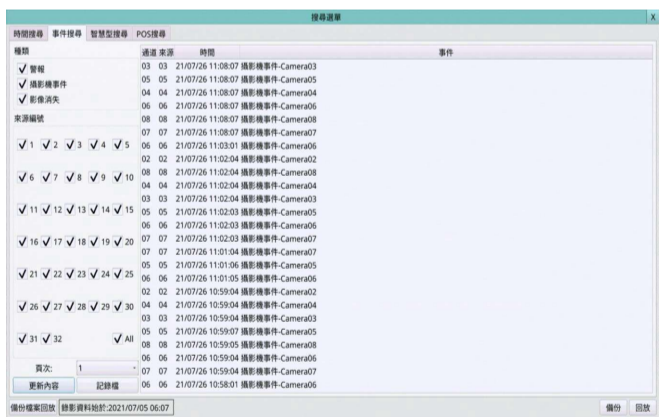 搜尋選單 X
時間搜尋 事件搜尋 智慧型搜尋 POS搜尋
種類
警報
攝影機事件
影像消失
來源編號
1 2 3 4 5
6 7 8 9 10
11 12 13 14 15
16 17 18 19 20
21 22 23 24 25
26 27 28 29 30
31 32 All
頁次: 1
更新內容 記錄檔
通道 來源 時間 事件
03 03 21/07/26 11:08:07 攝影機事件-Camera03
05 05 21/07/26 11:08:07 攝影機事件-Camera05
04 04 21/07/26 11:08:07 攝影機事件-Camera04
06 06 21/07/26 11:08:07 攝影機事件-Camera06
08 08 21/07/26 11:08:07 攝影機事件-Camera08
07 07 21/07/26 11:08:07 攝影機事件-Camera07
06 06 21/07/26 11:03:01 攝影機事件-Camera06
02 02 21/07/26 11:02:04 攝影機事件-Camera02
08 08 21/07/26 11:02:04 攝影機事件-Camera08
04 04 21/07/26 11:02:04 攝影機事件-Camera04
03 03 21/07/26 11:02:04 攝影機事件-Camera03
05 05 21/07/26 11:02:03 攝影機事件-Camera05
06 06 21/07/26 11:02:03 攝影機事件-Camera06
07 07 21/07/26 11:02:03 攝影機事件-Camera07
07 07 21/07/26 11:01:04 攝影機事件-Camera07
05 05 21/07/26 11:01:06 攝影機事件-Camera05
06 06 21/07/26 11:01:05 攝影機事件-Camera06
02 02 21/07/26 10:59:04 攝影機事件-Camera02
04 04 21/07/26 10:59:04 攝影機事件-Camera04
03 03 21/07/26 10:59:04 攝影機事件-Camera03
05 05 21/07/26 10:59:07 攝影機事件-Camera05
08 08 21/07/26 10:59:05 攝影機事件-Camera08
06 06 21/07/26 10:59:04 攝影機事件-Camera06
07 07 21/07/26 10:59:04 攝影機事件-Camera07
06 06 21/07/26 10:58:01 攝影機事件-Camera06
備份檔案回放 錄影資料始於:2021/07/05 06:07 備份 回放